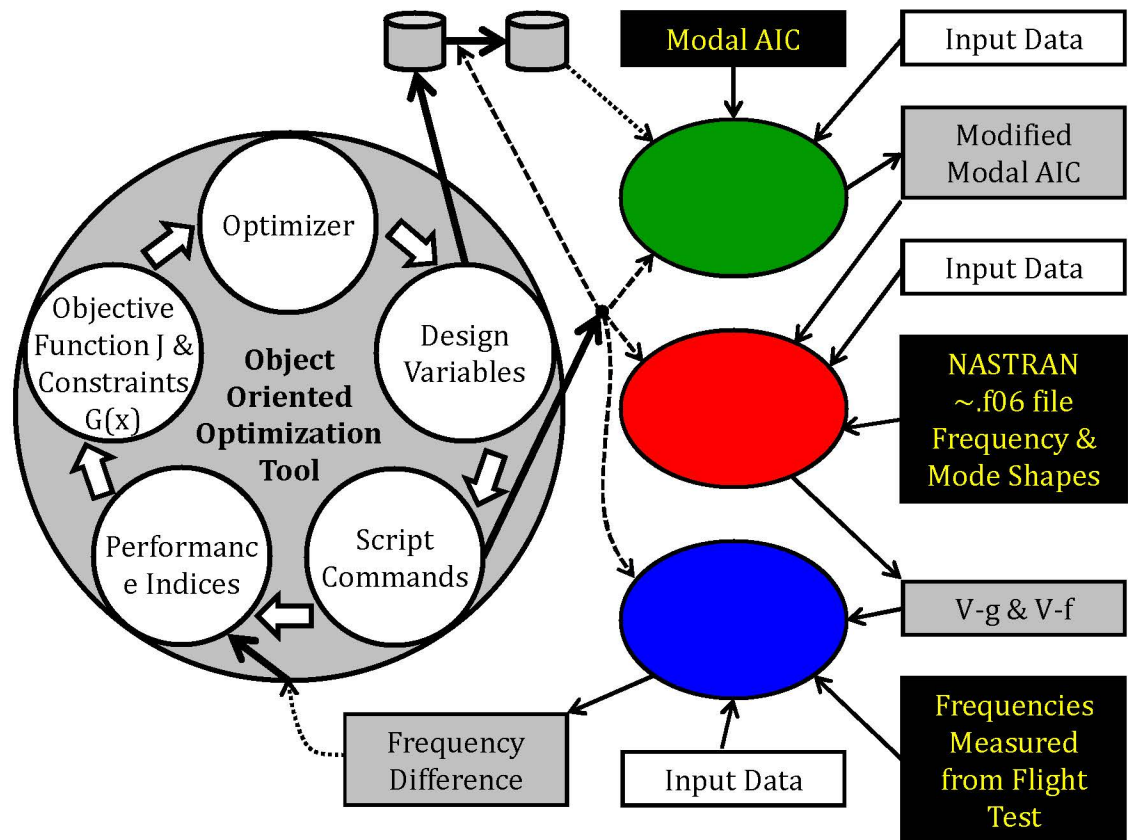 Modal AIC
Input Data
Modified
Modal AIC
Optimizer
Input Data
Objective
Function J &
Constraints
G(x)
Design
Variables
Object
Oriented
Optimization
Tool
NASTRAN
~.f06 file
Frequency &
Mode Shapes
Performanc
e Indices
Script
Commands
V-g & V-f
Frequency
Difference
Input Data
Frequencies
Measured
from Flight
Test